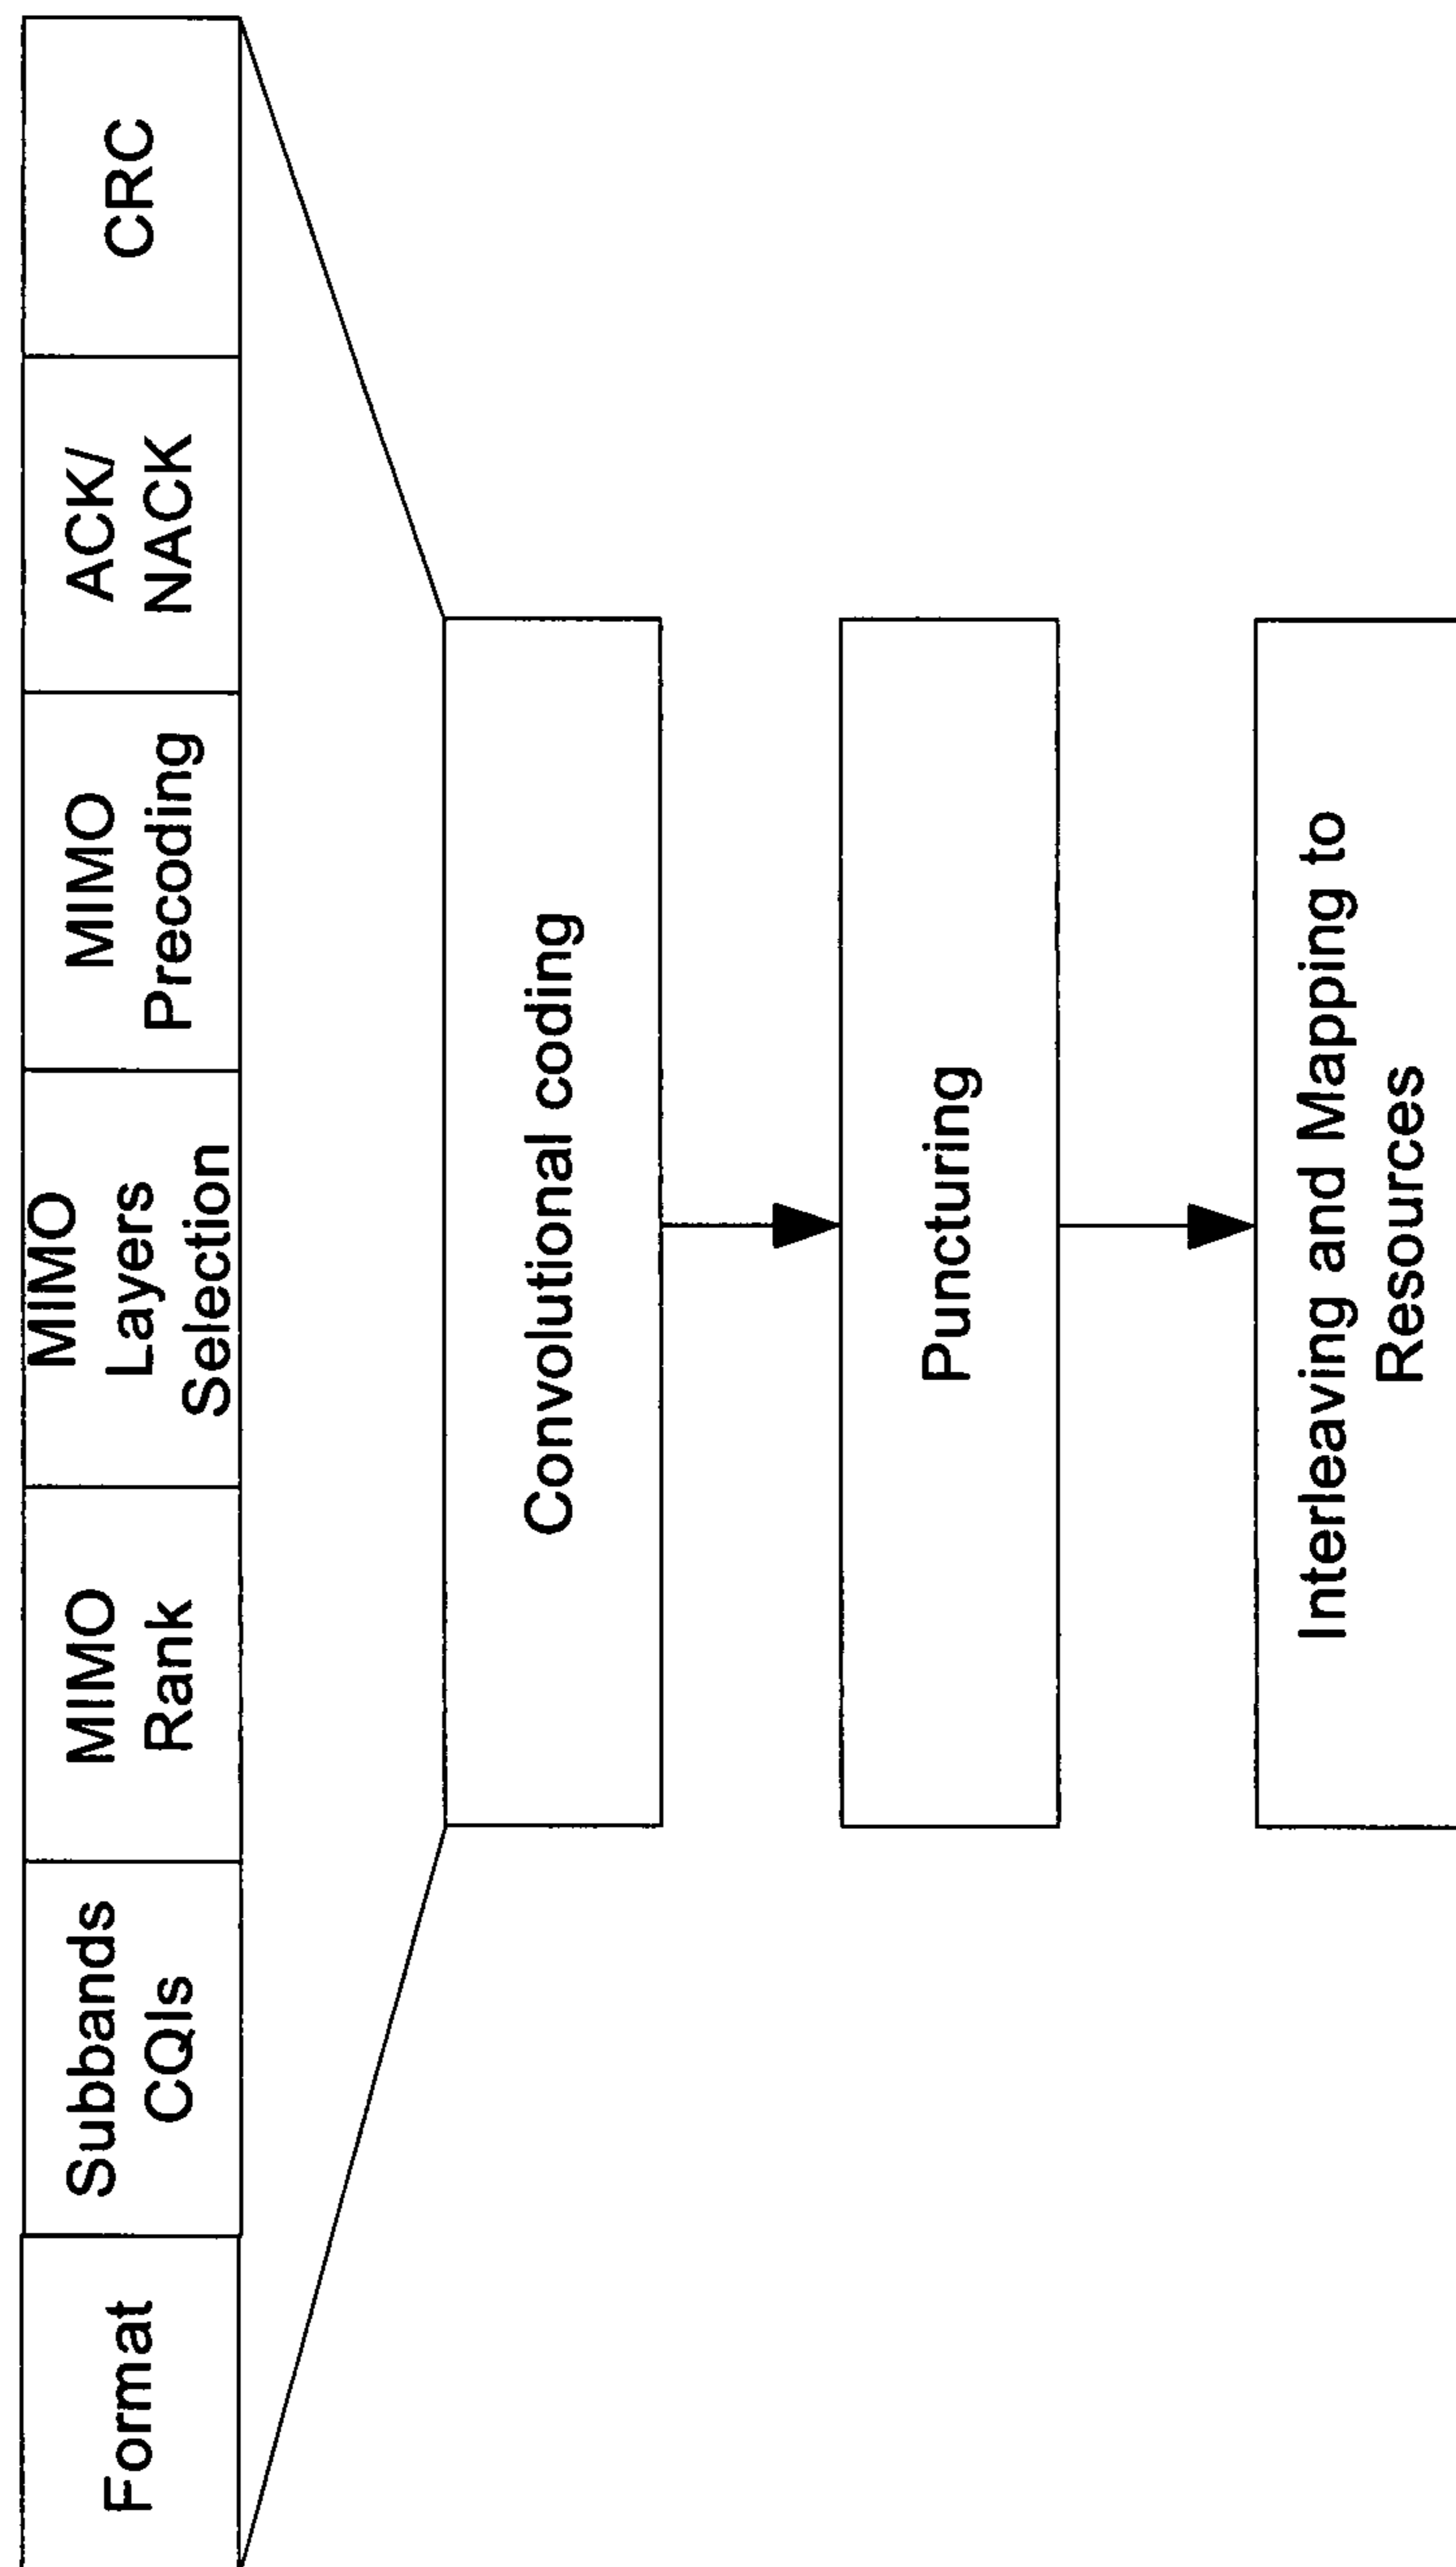 Format
Subbands
CQIs
MIMO
Rank
MIMO
Layers
Selection
MIMO
Precoding
ACK/
NACK
CRC
Convolutional coding
Puncturing
Interleaving and Mapping to
Resources